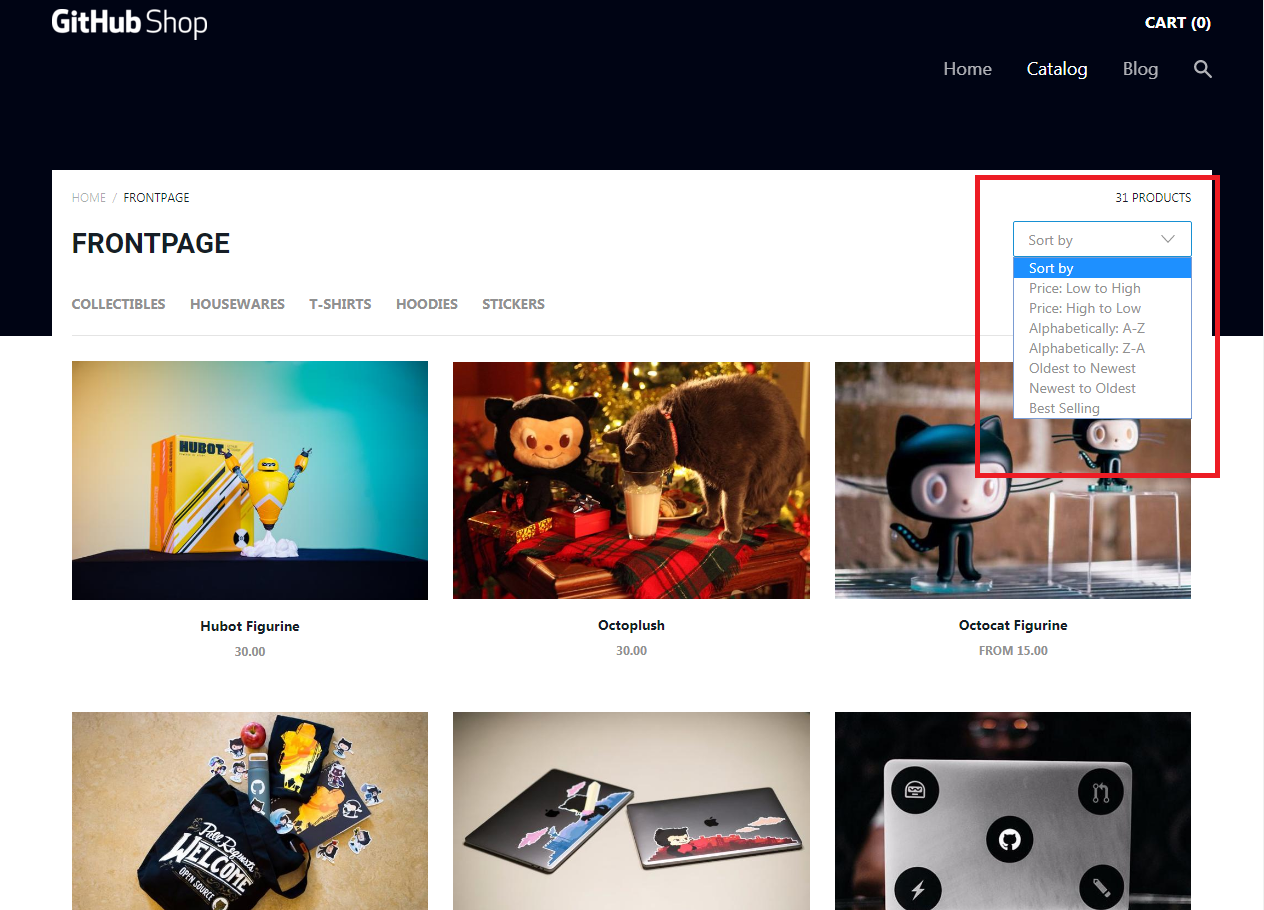 GitHub Shop
CART (0)
Home Catalog Blog
HOME / FRONTPAGE
31 PRODUCTS
FRONTPAGE
Sort by
Sort by
Price: Low to High
Price: High to Low
Alphabetically: A-Z
Alphabetically: Z-A
Oldest to Newest
Newest to Oldest
Best Selling
COLLECTIBLES HOUSEWARES T-SHIRTS HOODIES STICKERS
HUBOT
Hubot Figurine
30.00
Octoplush
30.00
Octocat Figurine
FROM 15.00
Pull Requests
WELCOME
OPEN SOURCE